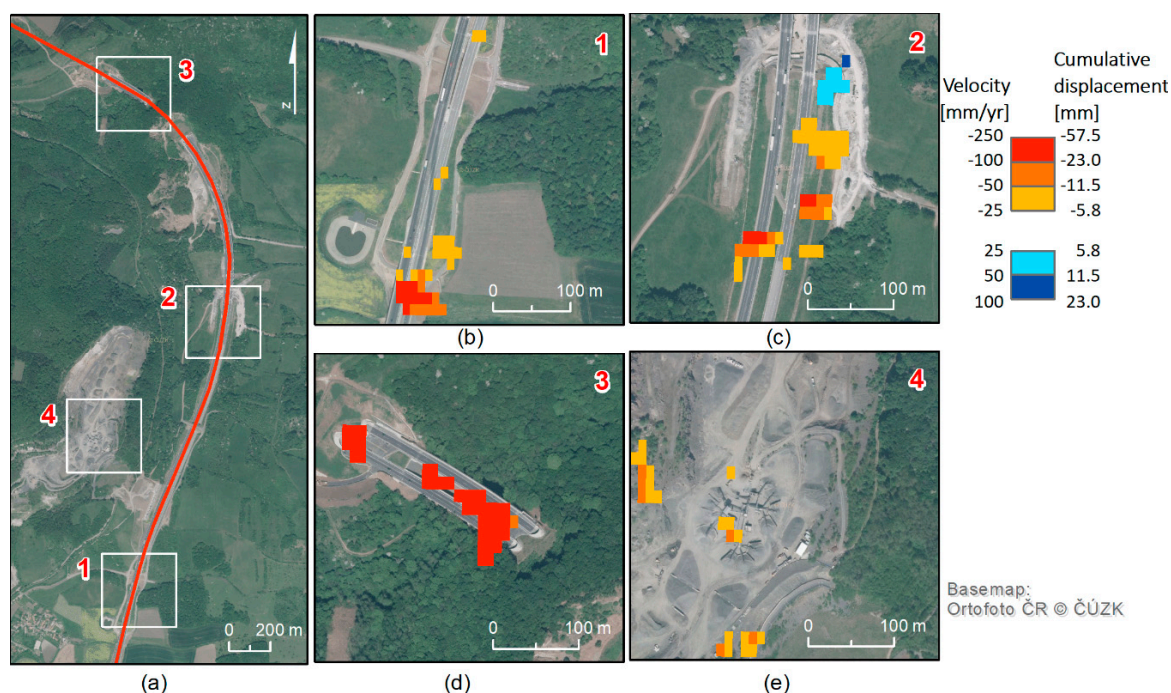 3
z
2
4
1
0 200 m
(a)
1
0 100 m
(b)
2
0 100 m
(c)
Velocity
[mm/yr]
Cumulative
displacement
[mm]
-250 -57.5
-100 -23.0
-50 -11.5
-25 -5.8
25 5.8
50 11.5
100 23.0
3
0 100 m
(d)
4
0 100 m
(e)
Basemap:
Ortofoto ČR © ČÚZK